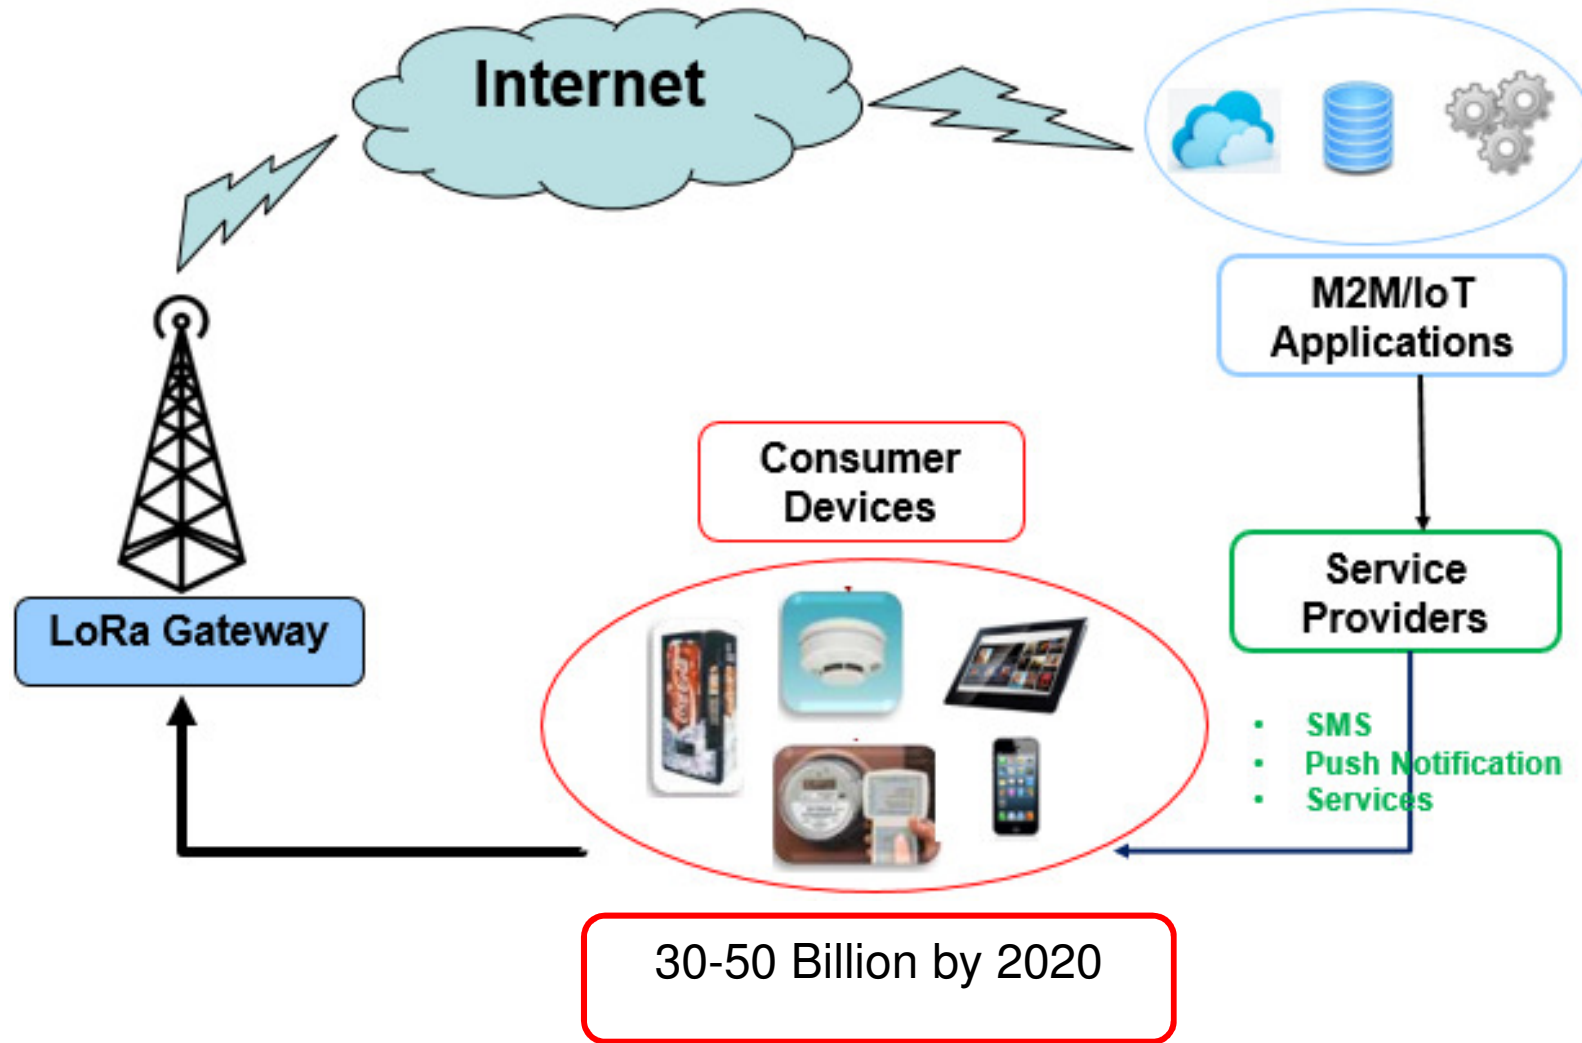 Internet
M2M/IoT
Applications
Consumer
Devices
Service
Providers
LoRa Gateway
• SMS
• Push Notification
• Services
30-50 Billion by 2020